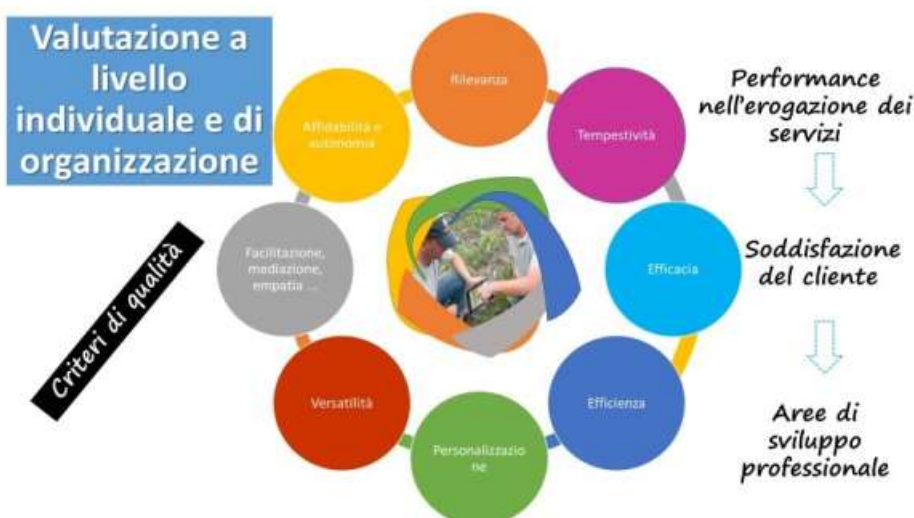 Valutazione a
livello
individuale e di
organizzazione
Criteri di qualità
Rilevanza
Tempestività
Efficacia
Efficienza
Personalizzazio
ne
Versatilità
Facilitazione,
mediazione,
empatia ...
Affidabilità e
autonomia
Performance
nell'erogazione dei
servizi
Soddisfazione
del cliente
Aree di
sviluppo
professionale